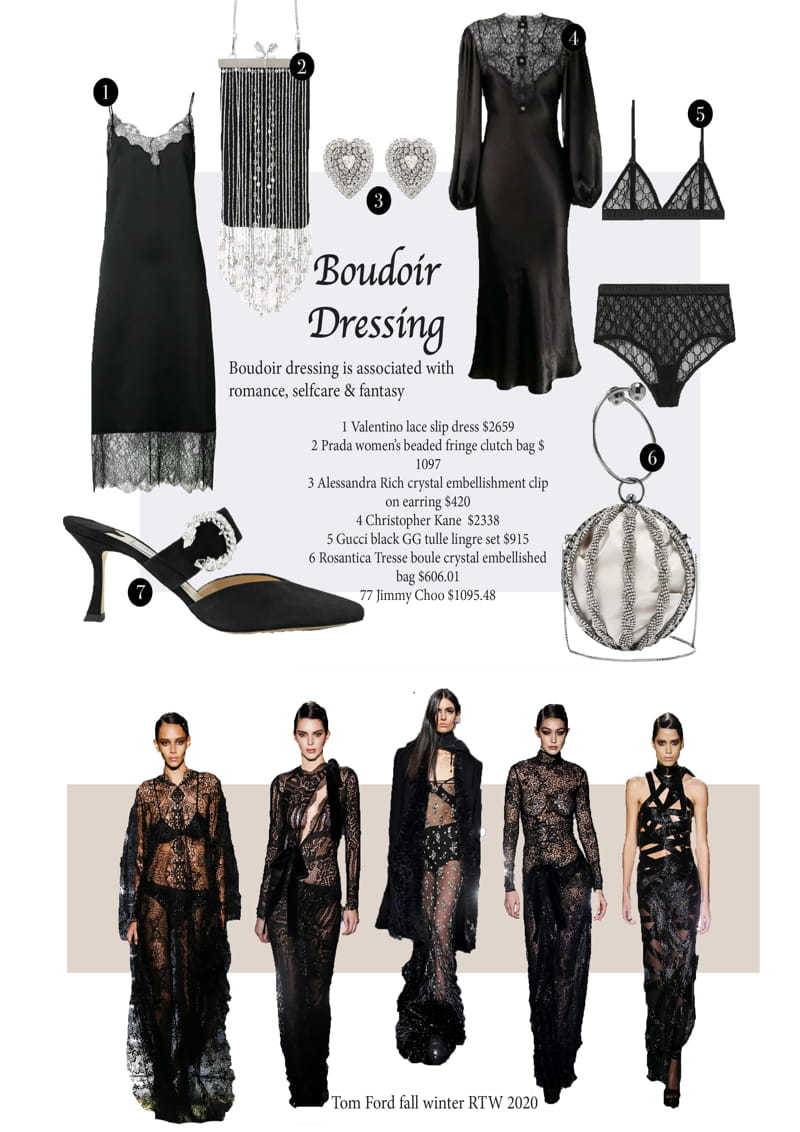 1
2
3
4
5
Boudoir
Dressing
Boudoir dressing is associated with
romance, selfcare & fantasy
1 Valentino lace slip dress $2659
2 Prada women's beaded fringe clutch bag $
1097
3 Alessandra Rich crystal embellishment clip
on earring $420
4 Christopher Kane  $2338
5 Gucci black GG tulle lingre set $915
6 Rosantica Tresse boule crystal embellished
bag $606.01
77 Jimmy Choo $1095.48
6
7
Tom Ford fall winter RTW 2020